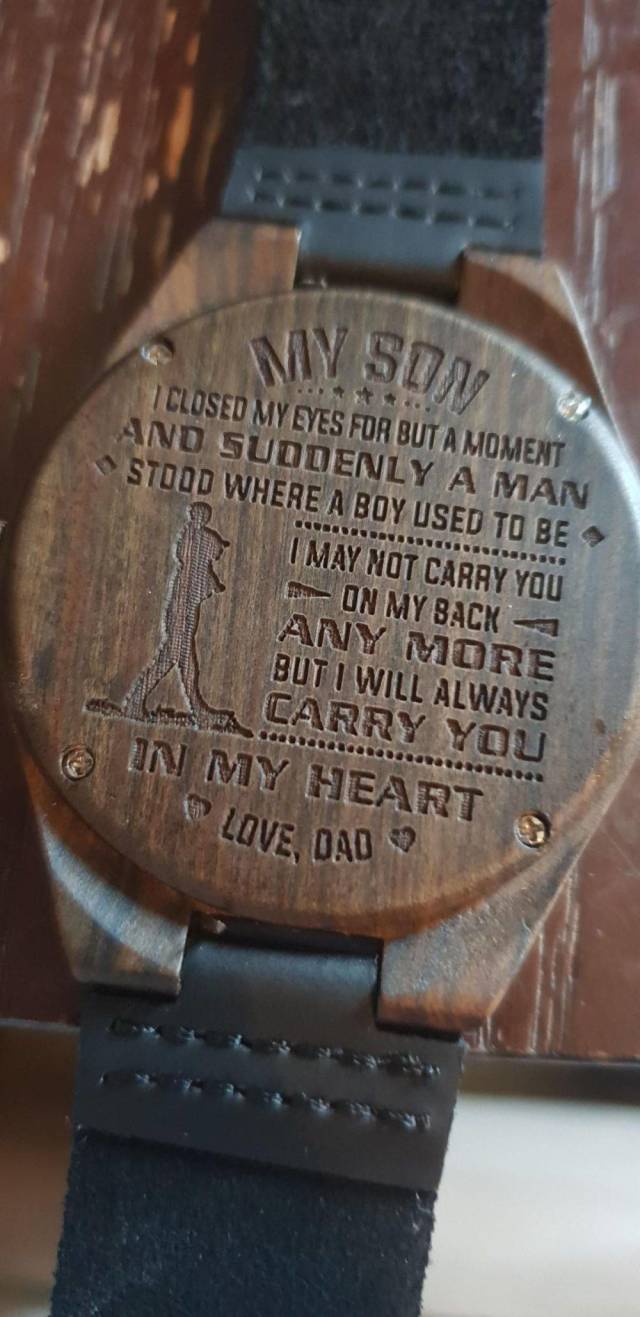 MY SON
I CLOSED MY EYES FOR BUT A MOMENT
AND SUDDENLY A MAN
STOOD WHERE A BOY USED TO BE
I MAY NOT CARRY YOU
ON MY BACK
ANY MORE
BUT I WILL ALWAYS
CARRY YOU
IN MY HEART
LOVE, DAD